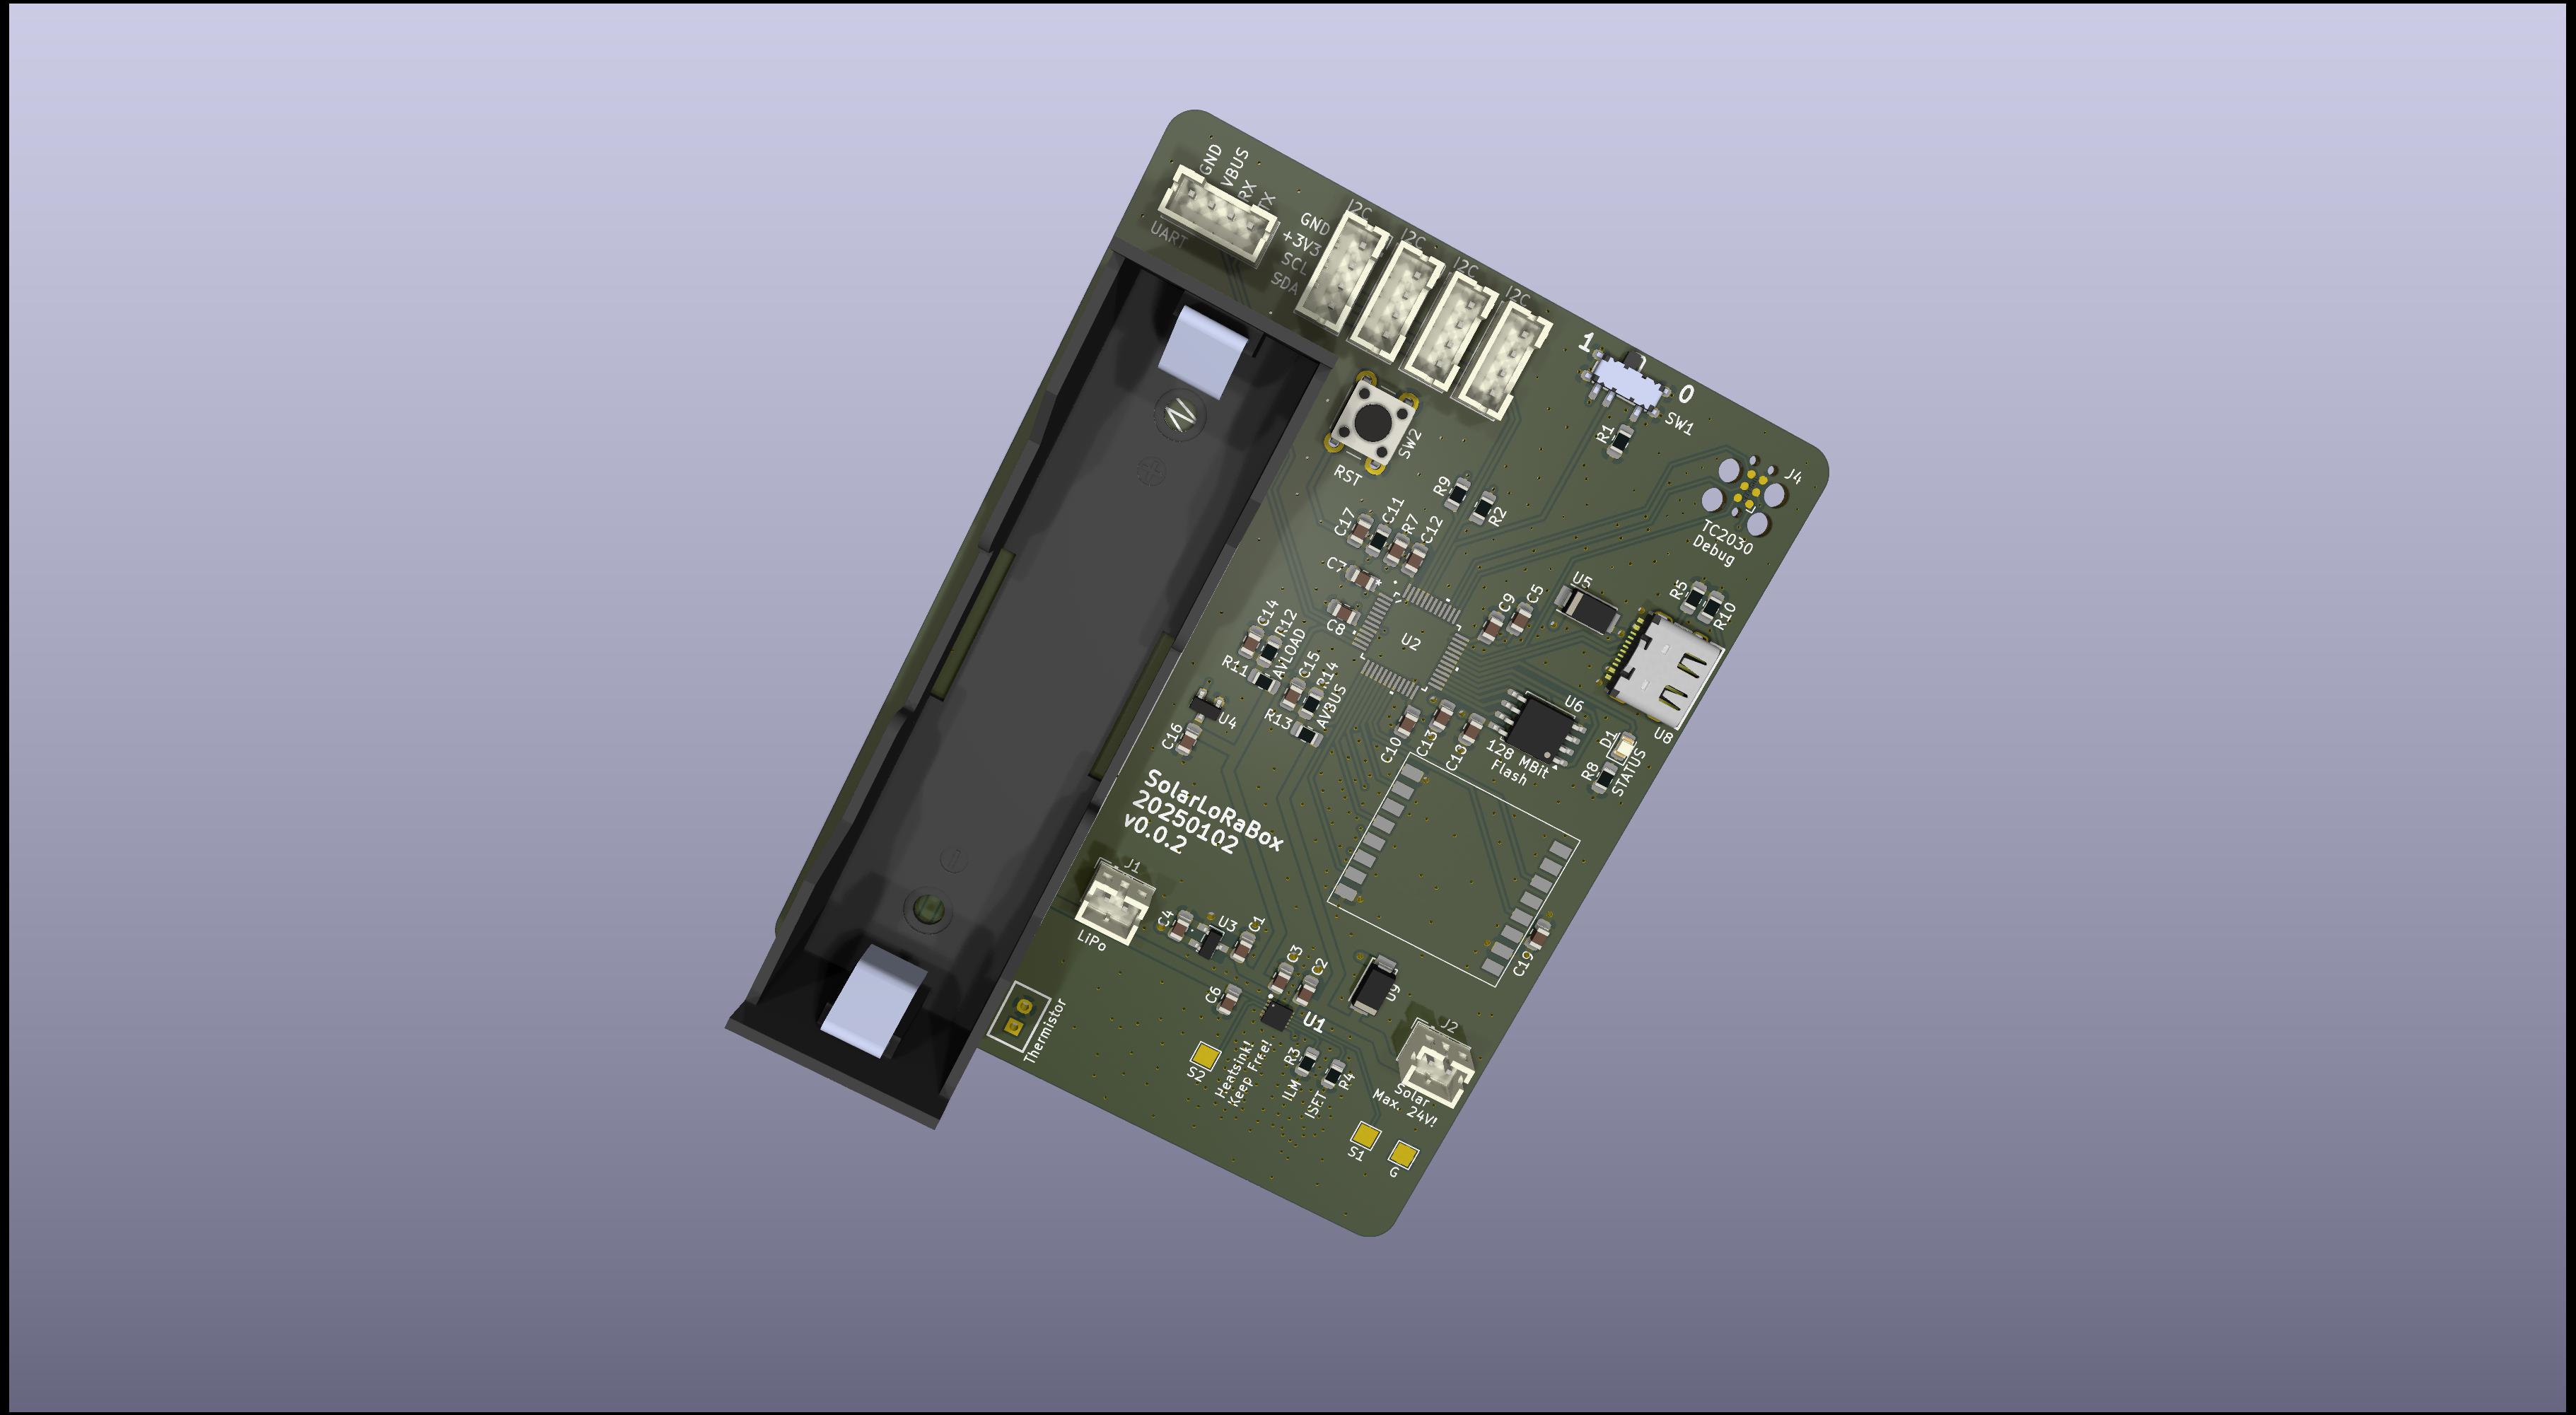 GND
VBUS
RX
TX
UART
I2C
I2C
I2C
I2C
GND
+3V3
SCL
SDA
1
0
SW1
R1
SW2
RST
J4
TC2030
Debug
R9
R2
C17
C11
R7
C12
C7
*
C8
U2
C9
C5
U5
R5
R10
U8
C14
R12
AVLOAD
R11
C15
R14
R13
U4
C16
C10
C13
U6
128 MBit
Flash
D1
R8
STATUS
SolarLoRaBox
20250102
v0.0.2
J1
LiPo
C4
U3
C1
C3
C2
C6
U1
U9
C19
J2
Solar
Max. 24V!
Thermistor
S2
Heatsink!
Keep Free!
R3
ILM
R4
ISET
S1
G